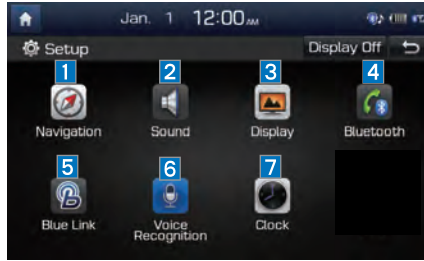 Jan. 1 12:00 AM
Setup
Display Off
1 2 3 4
Navigation Sound Display Bluetooth
5 6 7
Blue Link Voice Recognition Clock